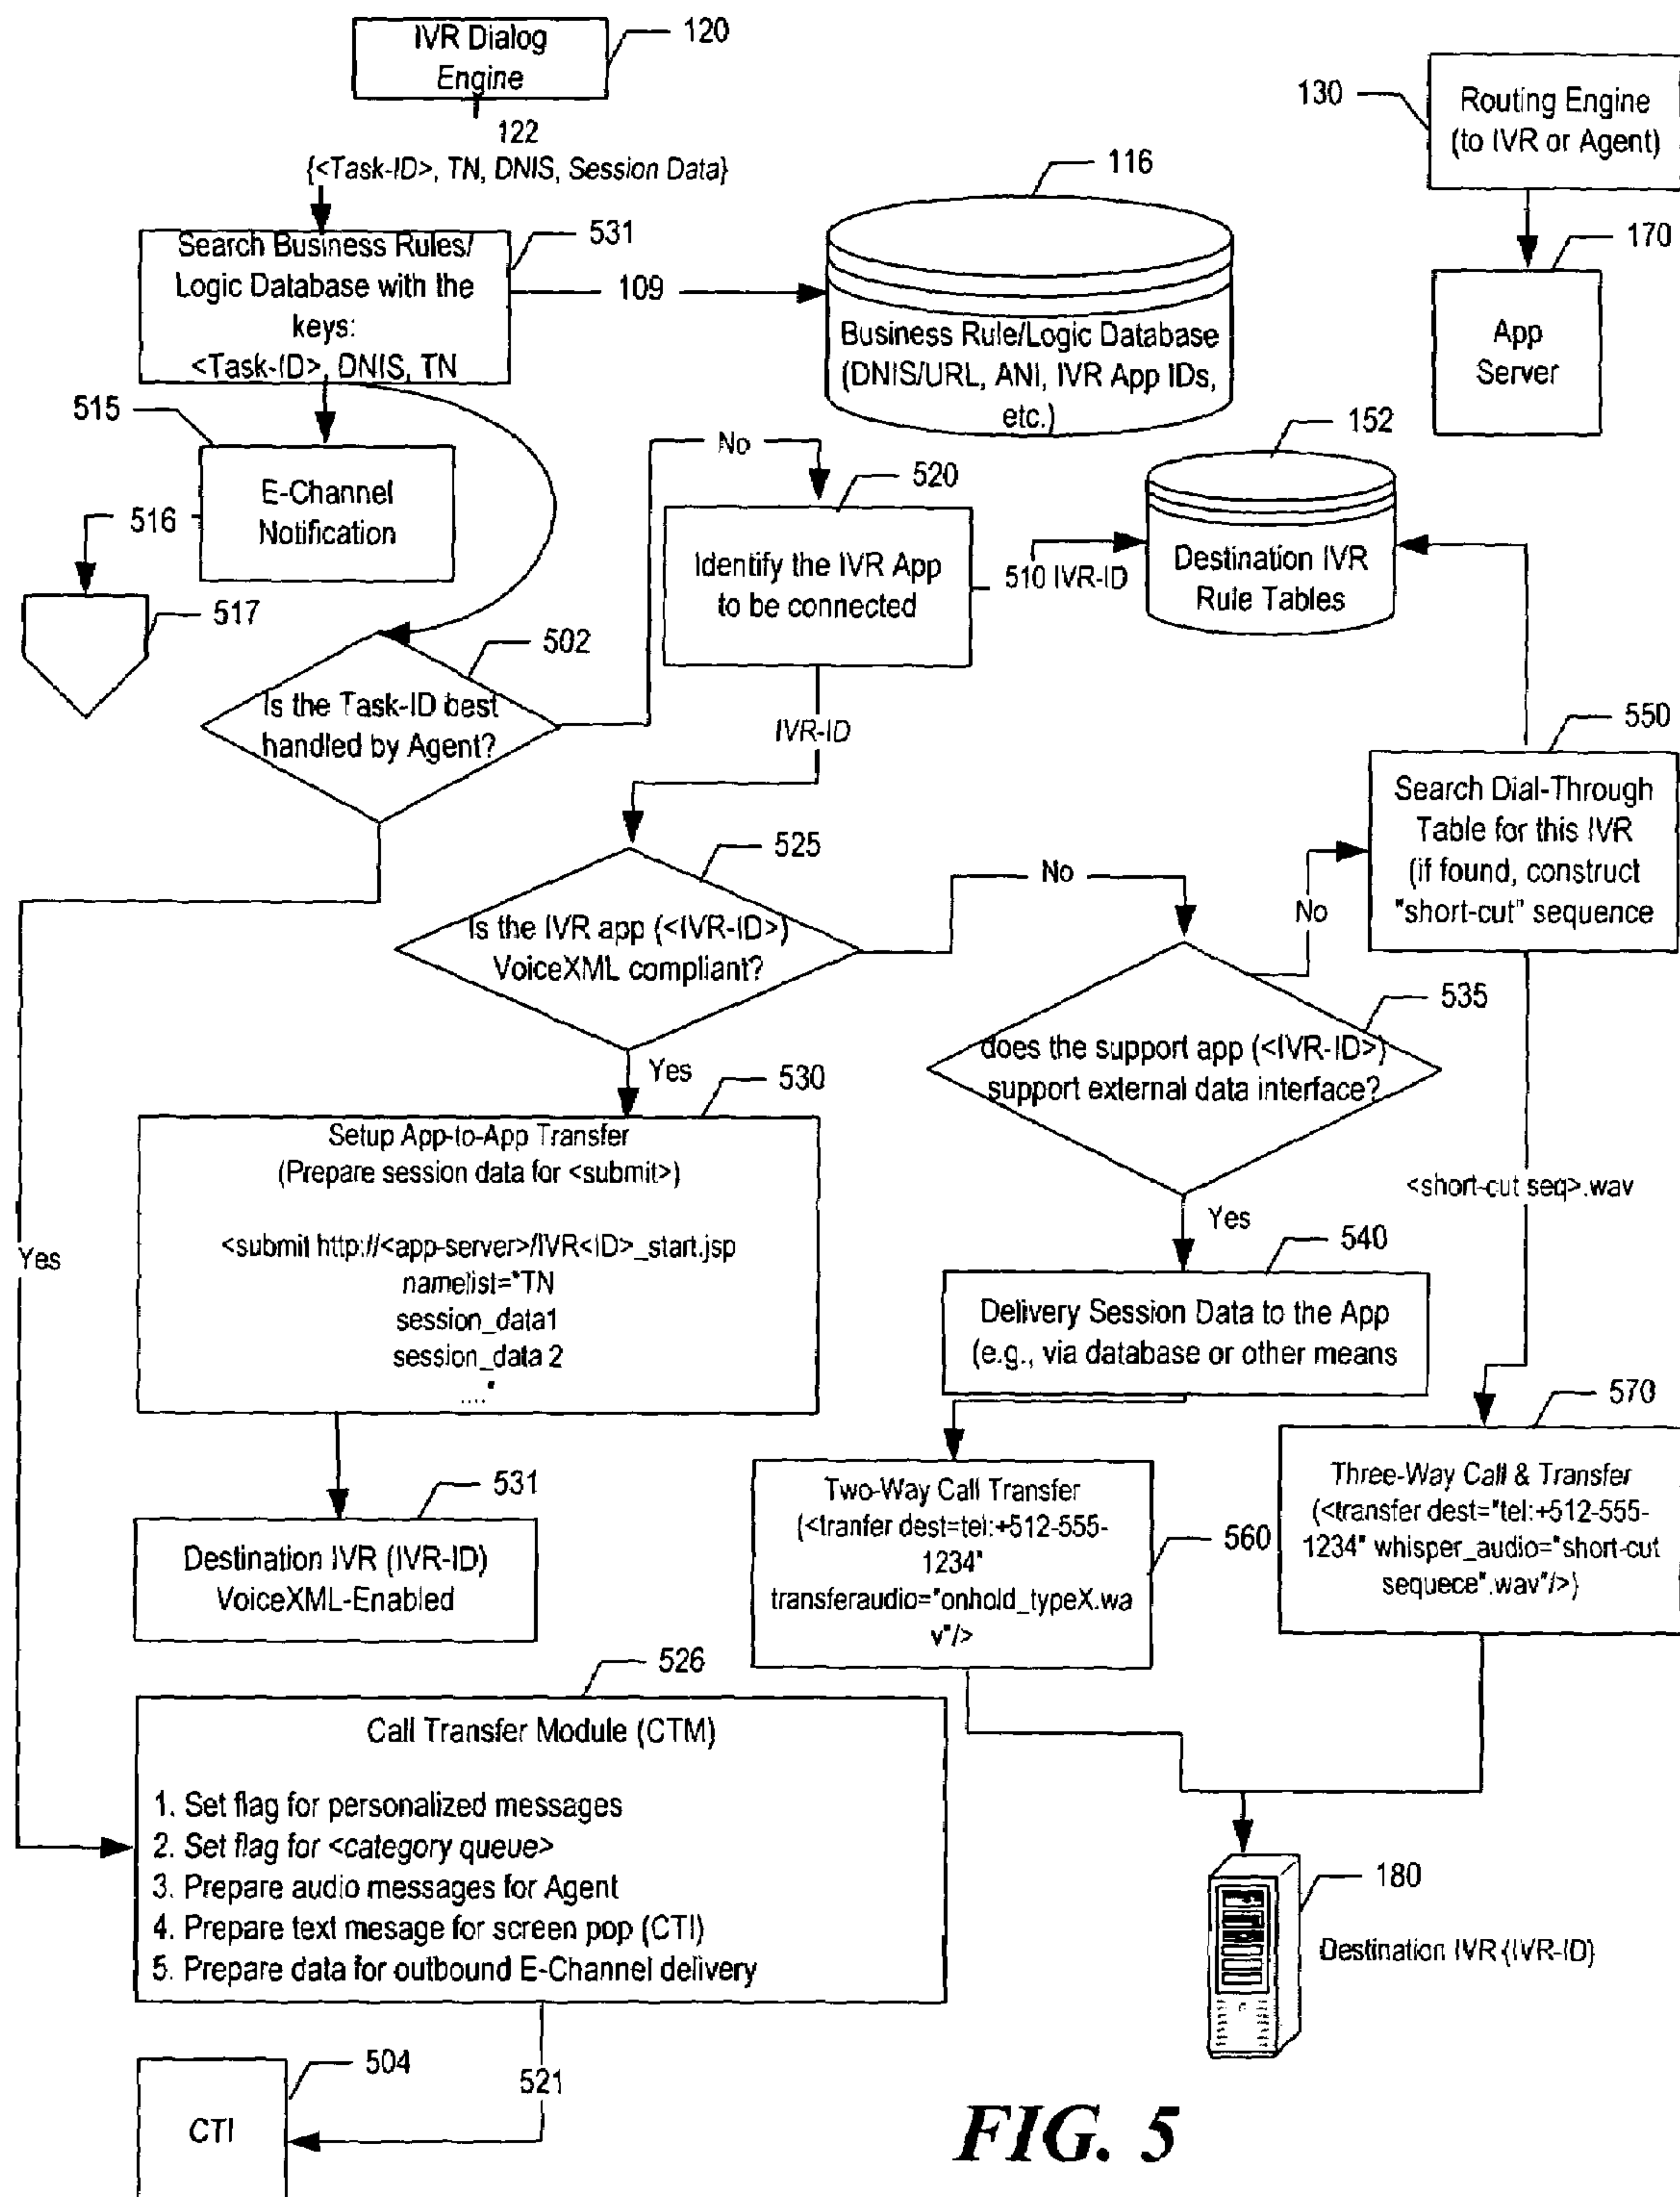 IVR Dialog
Engine
120
122
{<Task-ID>, TN, DNIS, Session Data}
130
Routing Engine
(to IVR or Agent)
116
170
Search Business Rules/
Logic Database with the
keys:
<Task-ID>, DNIS, TN
531
109
Business Rule/Logic Database
(DNIS/URL, ANI, IVR App IDs,
etc.)
App
Server
515
E-Channel
Notification
516
517
No
520
Identify the IVR App
to be connected
510 IVR-ID
152
Destination IVR
Rule Tables
502
Is the Task-ID best
handled by Agent?
IVR-ID
550
Search Dial-Through
Table for this IVR
(if found, construct
"short-cut" sequence
525
Is the IVR app (<IVR-ID>)
VoiceXML compliant?
No
No
535
does the support app (<IVR-ID>)
support external data interface?
Yes
530
Setup App-to-App Transfer
(Prepare session data for <submit>)
<submit http://<app-server>/IVR<ID>_start.jsp
namelist="TN
session_data1
session_data 2
...."
Yes
<short-cut seq>.wav
Yes
540
Delivery Session Data to the App
(e.g., via database or other means
531
Destination IVR (IVR-ID)
VoiceXML-Enabled
Two-Way Call Transfer
(<tranfer dest=tel:+512-555-
1234"
transferaudio="onhold_typeX.wa
v"/>
560
570
Three-Way Call & Transfer
(<transfer dest="tel:+512-555-
1234" whisper_audio="short-cut
sequece".wav"/>)
526
Call Transfer Module (CTM)
1. Set flag for personalized messages
2. Set flag for <category queue>
3. Prepare audio messages for Agent
4. Prepare text mesage for screen pop (CTI)
5. Prepare data for outbound E-Channel delivery
180
Destination IVR (IVR-ID)
504
CTI
521
FIG. 5